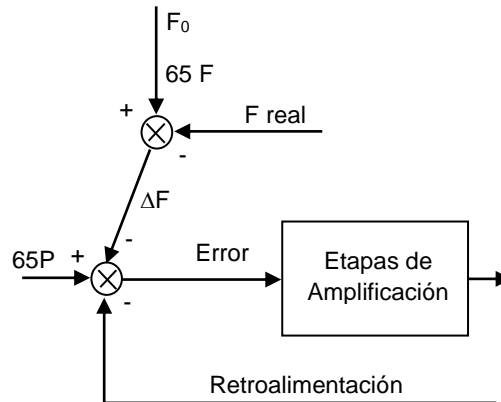 F₀
65 F
+
F real
-
ΔF
-
65P
+
Error
Etapas de
Amplificación
-
Retroalimentación